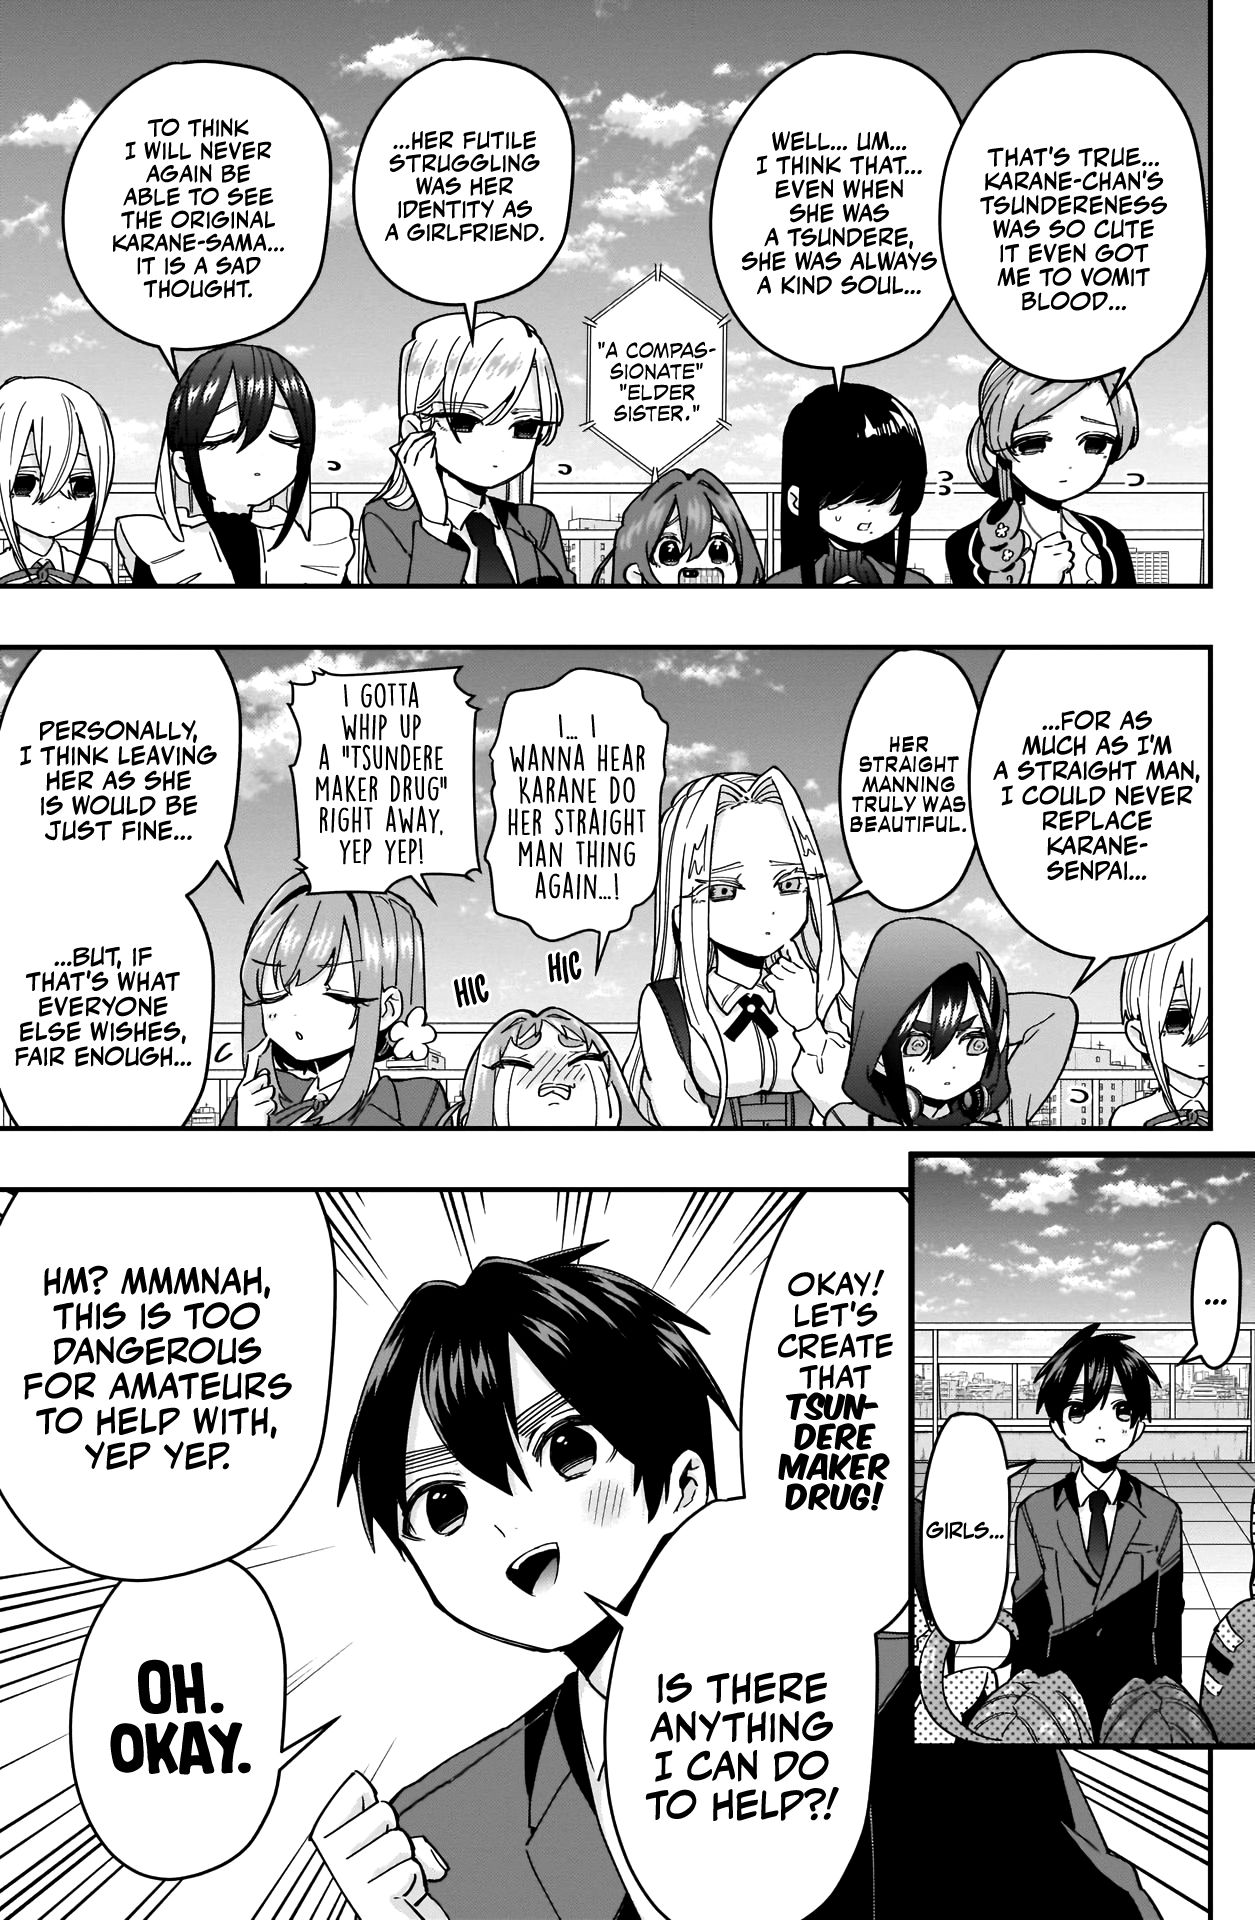 THAT'S TRUE...
KARANE-CHAN'S
TSUNDERENESS
WAS SO CUTE
IT EVEN GOT
ME TO VOMIT
BLOOD...
WELL... UM...
I THINK THAT...
EVEN WHEN
SHE WAS
A TSUNDERE,
SHE WAS ALWAYS
A KIND SOUL...
"A COMPAS-
SIONATE"
"ELDER
SISTER."
...HER FUTILE
STRUGGLING
WAS HER
IDENTITY AS
A GIRLFRIEND.
TO THINK
I WILL NEVER
AGAIN BE
ABLE TO SEE
THE ORIGINAL
KARANE-SAMA...
IT IS A SAD
THOUGHT.
...FOR AS
MUCH AS I'M
A STRAIGHT MAN,
I COULD NEVER
REPLACE
KARANE-
SENPAI...
HER
STRAIGHT
MANNING
TRULY WAS
BEAUTIFUL.
I... I
WANNA HEAR
KARANE DO
HER STRAIGHT
MAN THING
AGAIN...!
HIC
HIC
I GOTTA
WHIP UP
A "TSUNDERE
MAKER DRUG"
RIGHT AWAY,
YEP YEP!
PERSONALLY,
I THINK LEAVING
HER AS SHE
IS WOULD BE
JUST FINE...
...BUT, IF
THAT'S WHAT
EVERYONE
ELSE WISHES,
FAIR ENOUGH...
...
GIRLS...
OKAY!
LET'S
CREATE
THAT
TSUN-
DERE
MAKER
DRUG!
IS THERE
ANYTHING
I CAN DO
TO HELP?!
HM? MMMNAH,
THIS IS TOO
DANGEROUS
FOR AMATEURS
TO HELP WITH,
YEP YEP.
OH.
OKAY.